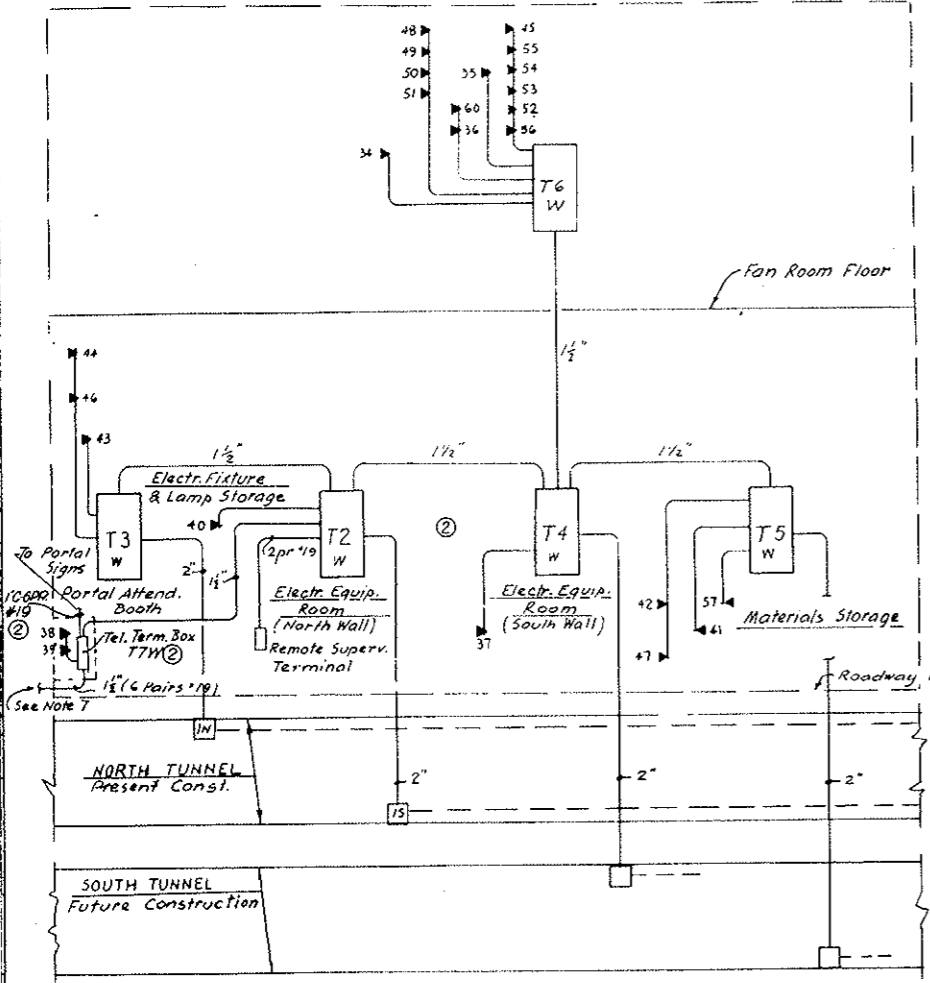 48
49
50
51
45
55
35
54
53
60
52
36
56
34
T6
W
Fan Room Floor
1½"
44
46
43
1½"
1½"
1½"
Electr. Fixture
& Lamp Storage
40
T3
W
T2
W
②
T4
W
T5
W
2pr #19
To Portal
Signs
2"
1½"
#19
②
Portal Attend.
Booth
38
39
Tel. Term. Box
T7W ②
Electr. Equip.
Room
(North Wall)
Remote Superv.
Terminal
Electr. Equip.
Room
(South Wall)
37
42
57
41
47
Materials Storage
1½" (6 Pairs #19)
See Note 7
Roadway
1N
NORTH TUNNEL
Present Const.
2"
1S
2"
2"
SOUTH TUNNEL
Future Construction